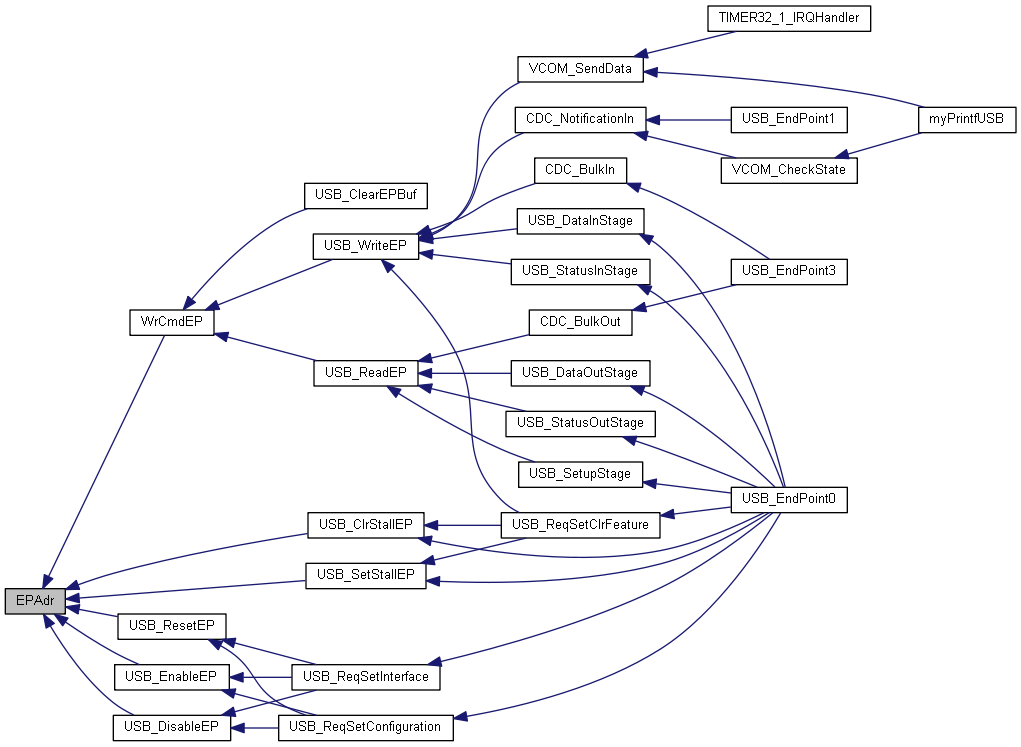 TIMER32_1_IRQHandler
VCOM_SendData
CDC_NotificationIn
USB_EndPoint1
myPrintfUSB
CDC_BulkIn
VCOM_CheckState
USB_ClearEPBuf
USB_DataInStage
USB_WriteEP
USB_StatusInStage
USB_EndPoint3
WrCmdEP
CDC_BulkOut
USB_ReadEP
USB_DataOutStage
USB_StatusOutStage
USB_SetupStage
USB_EndPoint0
USB_ClrStallEP
USB_ReqSetClrFeature
USB_SetStallEP
EPAdr
USB_ResetEP
USB_EnableEP
USB_ReqSetInterface
USB_DisableEP
USB_ReqSetConfiguration